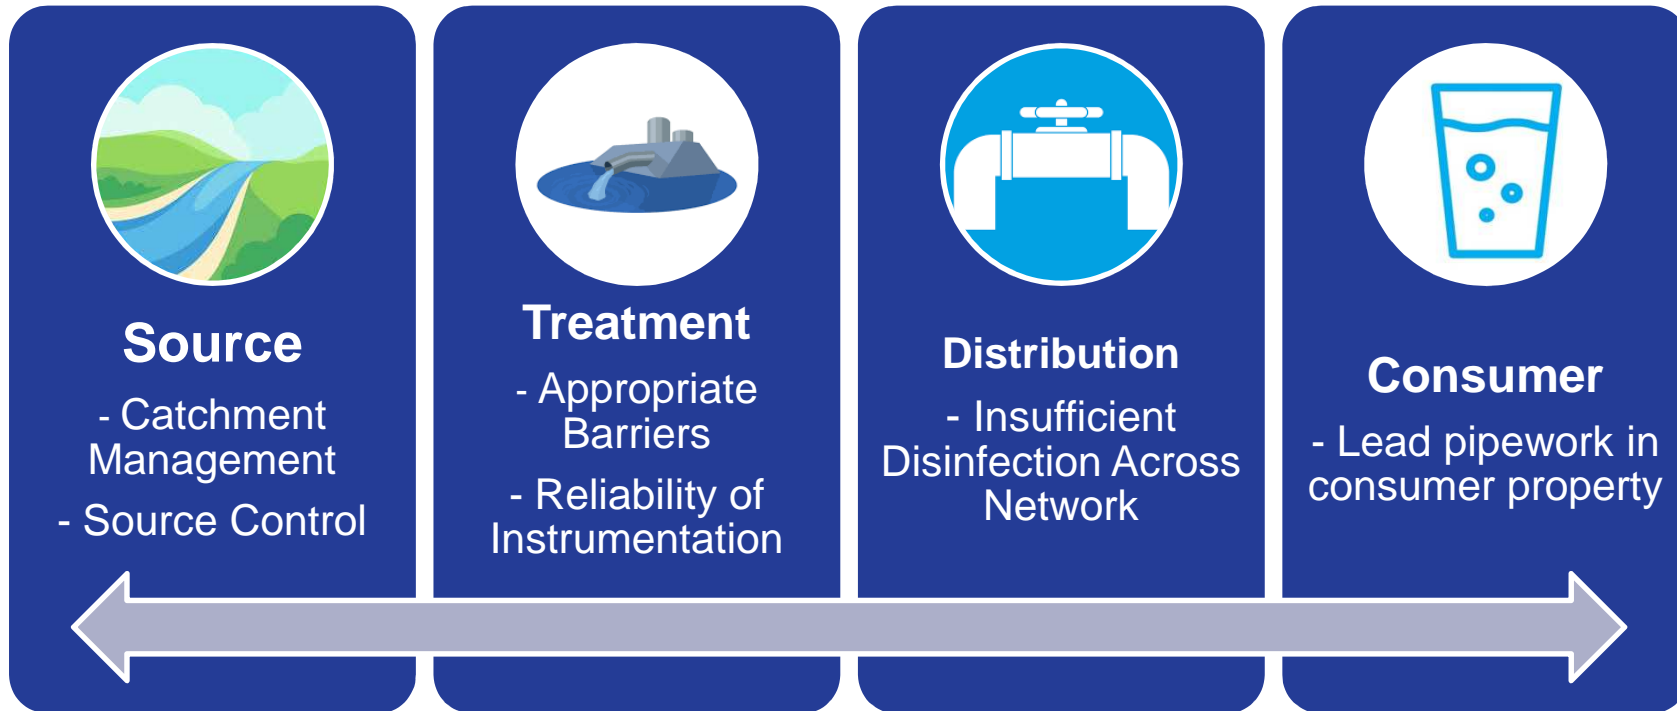 Source
- Catchment
Management
- Source Control
Treatment
- Appropriate
Barriers
- Reliability of
Instrumentation
Distribution
- Insufficient
Disinfection Across
Network
Consumer
- Lead pipework in
consumer property